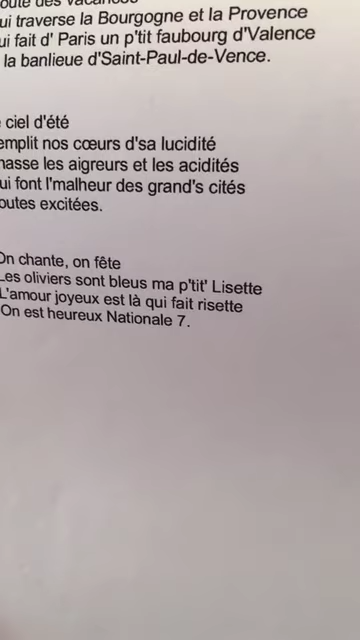 oute des vacances
ui traverse la Bourgogne et la Provence
ui fait d' Paris un p'tit faubourg d'Valence
la banlieue d'Saint-Paul-de-Vence.
ciel d'été
emplit nos cœurs d'sa lucidité
hasse les aigreurs et les acidités
ui font l'malheur des grand's cités
outes excitées.
On chante, on fête
Les oliviers sont bleus ma p'tit' Lisette
L'amour joyeux est là qui fait risette
On est heureux Nationale 7.